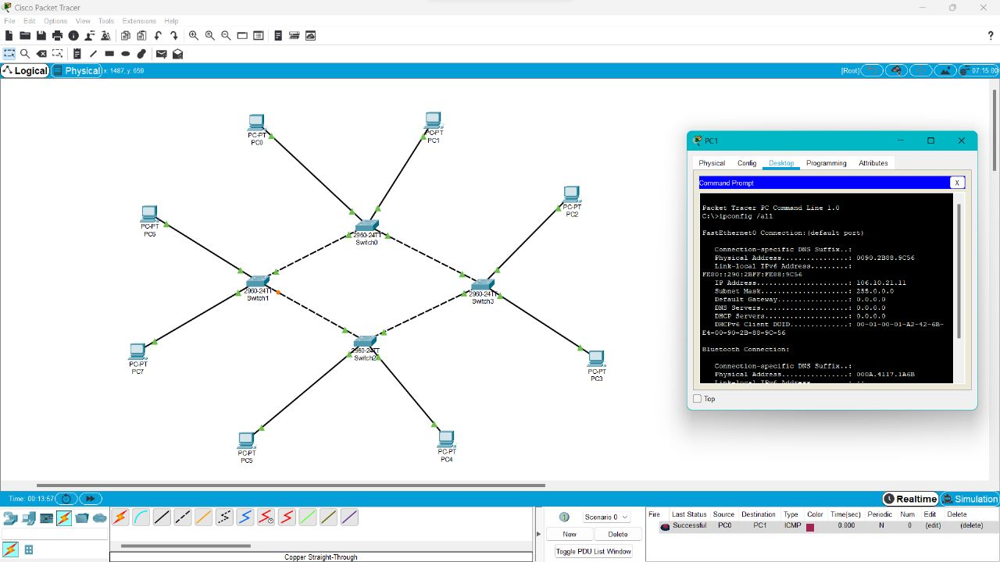 Cisco Packet Tracer
File Edit Options View Tools Extensions Help
?
Logical Physical x: 1487, y: 659 [Root] 07:15:00
PC-PT
PC0
PC-PT
PC1
PC-PT
PC2
PC-PT
PC6
2960-24TT
Switch0
2960-24TT
Switch1
2960-24TT
Switch3
2960-24TT
Switch2
PC-PT
PC7
PC-PT
PC3
PC-PT
PC5
PC-PT
PC4
PC1
Physical Config Desktop Programming Attributes
Command Prompt X
Packet Tracer PC Command Line 1.0
C:\>ipconfig /all
FastEthernet0 Connection:(default port)
Connection-specific DNS Suffix..:
Physical Address................: 0090.2B88.9C56
Link-local IPv6 Address.........:
FE80::290:2BFF:FE88:9C56
IP Address......................: 106.10.21.11
Subnet Mask.....................: 255.0.0.0
Default Gateway.................: 0.0.0.0
DNS Servers.....................: 0.0.0.0
DHCP Servers....................: 0.0.0.0
DHCPv6 Client DUID..............: 00-01-00-01-A2-42-6B-
E4-00-90-2B-88-9C-56
Bluetooth Connection:
Connection-specific DNS Suffix..:
Physical Address................: 000A.4117.1A6B
Link-local IPv6 Address.........: ::
Top
Time: 00:13:57 Realtime Simulation
Scenario 0
New Delete
Toggle PDU List Window
Fire Last Status Source Destination Type Color Time(sec) Periodic Num Edit Delete
Successful PC0 PC1 ICMP 0.000 N 0 (edit) (delete)
Copper Straight-Through